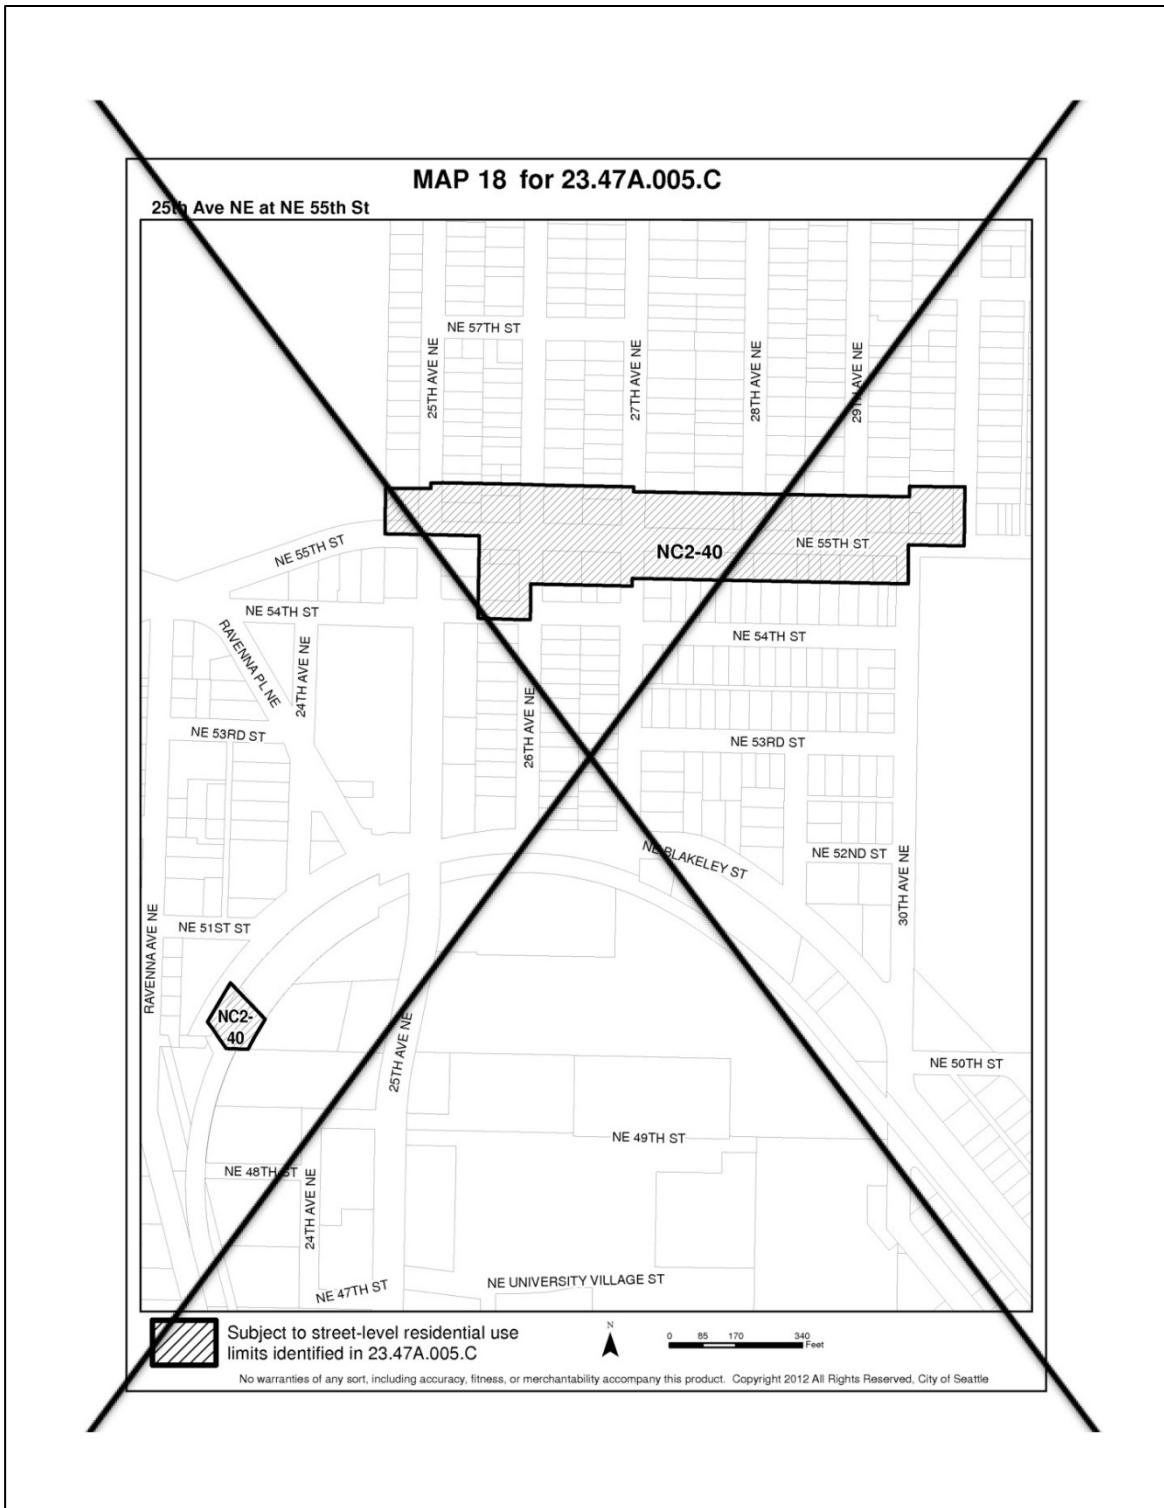 MAP 18 for 23.47A.005.C
25th Ave NE at NE 55th St
NE 57TH ST
25TH AVE NE
27TH AVE NE
28TH AVE NE
29TH AVE NE
NE 55TH ST
NC2-40
NE 55TH ST
NE 54TH ST
RAVENNA PL NE
24TH AVE NE
NE 54TH ST
NE 53RD ST
26TH AVE NE
NE 53RD ST
NE BLAKELEY ST
NE 52ND ST
30TH AVE NE
RAVENNA AVE NE
NE 51ST ST
NC2-
40
25TH AVE NE
NE 50TH ST
NE 49TH ST
NE 48TH ST
24TH AVE NE
NE 47TH ST
NE UNIVERSITY VILLAGE ST
Subject to street-level residential use
limits identified in 23.47A.005.C
N
0 85 170 340
Feet
No warranties of any sort, including accuracy, fitness, or merchantability accompany this product. Copyright 2012 All Rights Reserved, City of Seattle